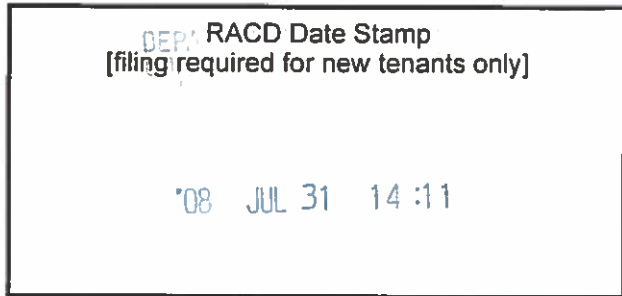 RACD Date Stamp
[filing required for new tenants only]
'08 JUL 31 14:11